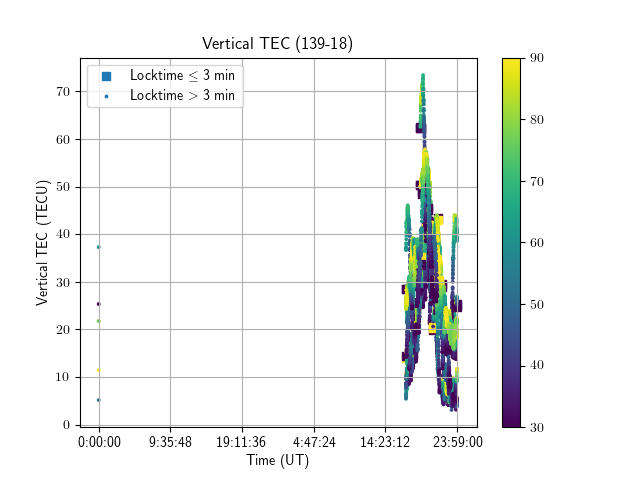 Vertical TEC (139-18)
Locktime ≤ 3 min
Locktime > 3 min
Vertical TEC (TECU)
70
60
50
40
30
20
10
0
0:00:00 9:35:48 19:11:36 4:47:24 14:23:12 23:59:00
Time (UT)
90
80
70
60
50
40
30